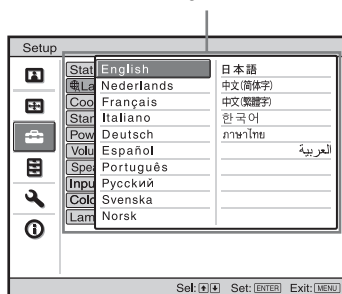 Setup
Stat
La
Coo
Star
Pow
Volu
Spea
Inpu
Colo
Lam
English
Nederlands
Français
Italiano
Deutsch
Español
Português
Русский
Svenska
Norsk
日本語
中文(简体字)
中文(繁體字)
한국어
ภาษาไทย
العربية
Sel: Set: ENTER Exit: MENU